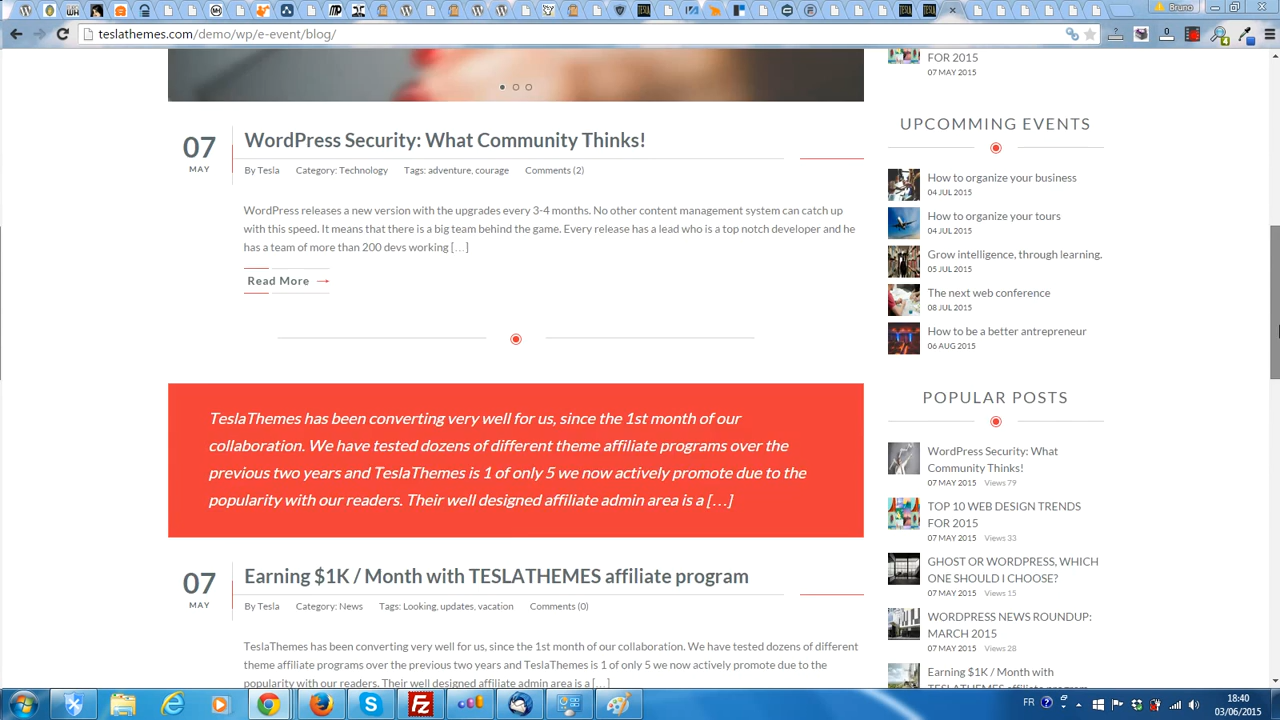 Bruno
teslathemes.com/demo/wp/e-event/blog/
07
MAY
WordPress Security: What Community Thinks!
By Tesla Category: Technology Tags: adventure, courage Comments (2)
WordPress releases a new version with the upgrades every 3-4 months. No other content management system can catch up
with this speed. It means that there is a big team behind the game. Every release has a lead who is a top notch developer and he
has a team of more than 200 devs working […]
Read More
TeslaThemes has been converting very well for us, since the 1st month of our
collaboration. We have tested dozens of different theme affiliate programs over the
previous two years and TeslaThemes is 1 of only 5 we now actively promote due to the
popularity with our readers. Their well designed affiliate admin area is a […]
07
MAY
Earning $1K / Month with TESLATHEMES affiliate program
By Tesla Category: News Tags: Looking, updates, vacation Comments (0)
TeslaThemes has been converting very well for us, since the 1st month of our collaboration. We have tested dozens of different
theme affiliate programs over the previous two years and TeslaThemes is 1 of only 5 we now actively promote due to the
popularity with our readers. Their well designed affiliate admin area is a […]
FOR 2015
07 MAY 2015
UPCOMMING EVENTS
How to organize your business
04 JUL 2015
How to organize your tours
04 JUL 2015
Grow intelligence, through learning.
05 JUL 2015
The next web conference
08 JUL 2015
How to be a better antrepreneur
06 AUG 2015
POPULAR POSTS
WordPress Security: What
Community Thinks!
07 MAY 2015 Views 79
TOP 10 WEB DESIGN TRENDS
FOR 2015
07 MAY 2015 Views 33
GHOST OR WORDPRESS, WHICH
ONE SHOULD I CHOOSE?
07 MAY 2015 Views 15
WORDPRESS NEWS ROUNDUP:
MARCH 2015
07 MAY 2015 Views 28
Earning $1K / Month with
TESLATHEMES affiliate program
FR
18:40
03/06/2015